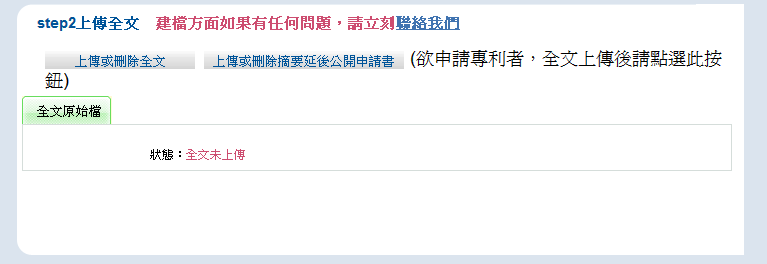 step2上傳全文 建檔方面如果有任何問題，請立刻聯絡我們
上傳或刪除全文 上傳或刪除摘要延後公開申請書 (欲申請專利者，全文上傳後請點選此按
鈕)
全文原始檔
狀態：全文未上傳